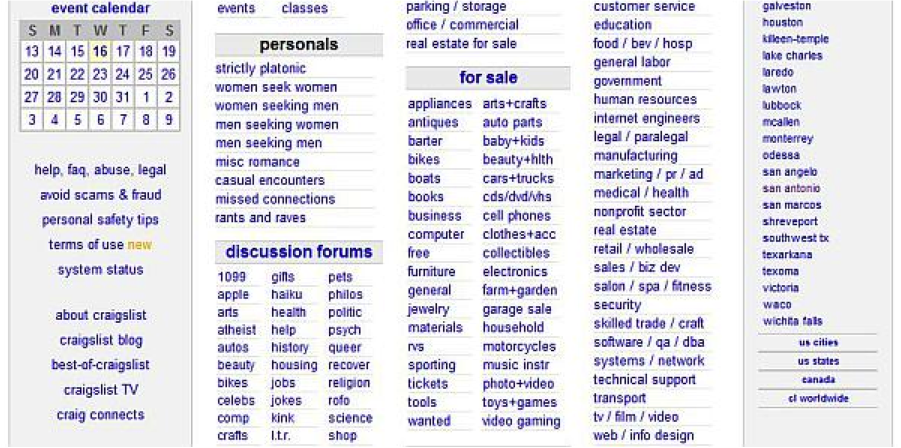 event calendar
S M T W T F S
13 14 15 16 17 18 19
20 21 22 23 24 25 26
27 28 29 30 31 1 2
3 4 5 6 7 8 9
help, faq, abuse, legal
avoid scams & fraud
personal safety tips
terms of use new
system status
about craigslist
craigslist blog
best-of-craigslist
craigslist TV
craig connects
events classes
personals
strictly platonic
women seek women
women seeking men
men seeking women
men seeking men
misc romance
casual encounters
missed connections
rants and raves
discussion forums
1099 gifts pets
apple haiku philos
arts health politic
atheist help psych
autos history queer
beauty housing recover
bikes jobs religion
celebs jokes rofo
comp kink science
crafts l.t.r. shop
parking / storage
office / commercial
real estate for sale
for sale
appliances arts+crafts
antiques auto parts
barter baby+kids
bikes beauty+hlth
boats cars+trucks
books cds/dvd/vhs
business cell phones
computer clothes+acc
free collectibles
furniture electronics
general farm+garden
jewelry garage sale
materials household
rvs motorcycles
sporting music instr
tickets photo+video
tools toys+games
wanted video gaming
customer service
education
food / bev / hosp
general labor
government
human resources
internet engineers
legal / paralegal
manufacturing
marketing / pr / ad
medical / health
nonprofit sector
real estate
retail / wholesale
sales / biz dev
salon / spa / fitness
security
skilled trade / craft
software / qa / dba
systems / network
technical support
transport
tv / film / video
web / info design
galveston
houston
killeen-temple
lake charles
laredo
lawton
lubbock
mcallen
monterrey
odessa
san angelo
san antonio
san marcos
shreveport
southwest tx
texarkana
texoma
victoria
waco
wichita falls
us cities
us states
canada
cl worldwide